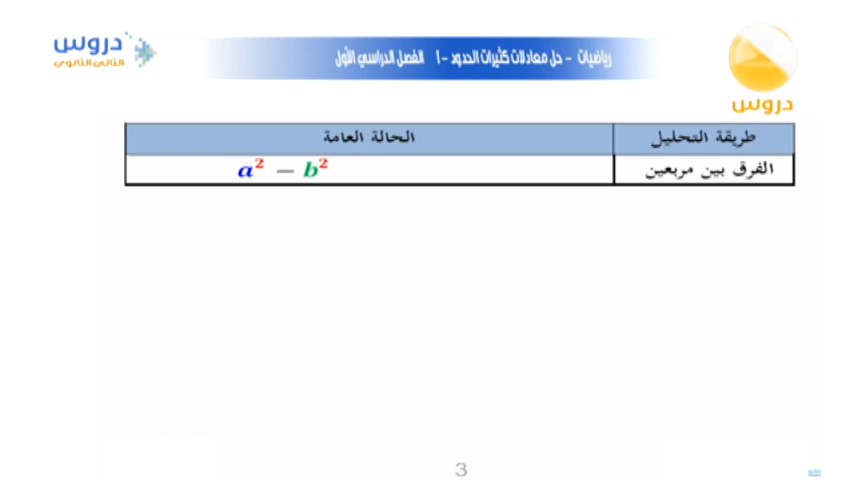 دروس
الثاني الثانوي
رياضيات - حل معادلات كثيرات الحدود - ١ الفصل الدراسي الأول
دروس
طريقة التحليل الحالة العامة
الفرق بين مربعين a² − b²
3